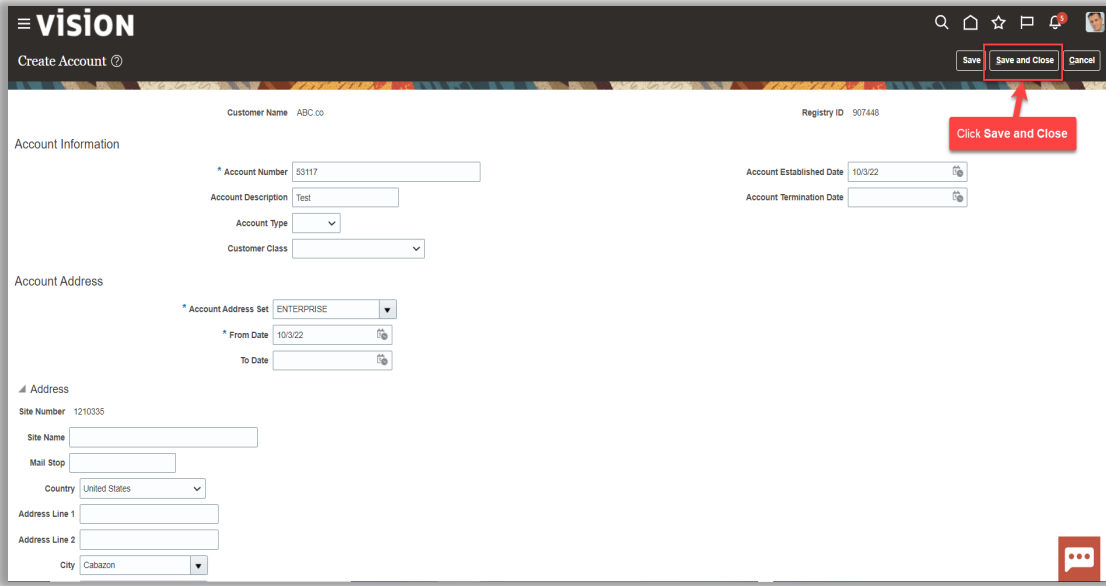 vision
5
Create Account
Save
Save and Close
Cancel
Customer Name ABC.co
Registry ID 907448
Click Save and Close
Account Information
* Account Number 53117
Account Established Date 10/3/22
Account Description Test
Account Termination Date
Account Type
Customer Class
Account Address
* Account Address Set ENTERPRISE
* From Date 10/3/22
To Date
Address
Site Number 1210335
Site Name
Mail Stop
Country United States
Address Line 1
Address Line 2
City Cabazon